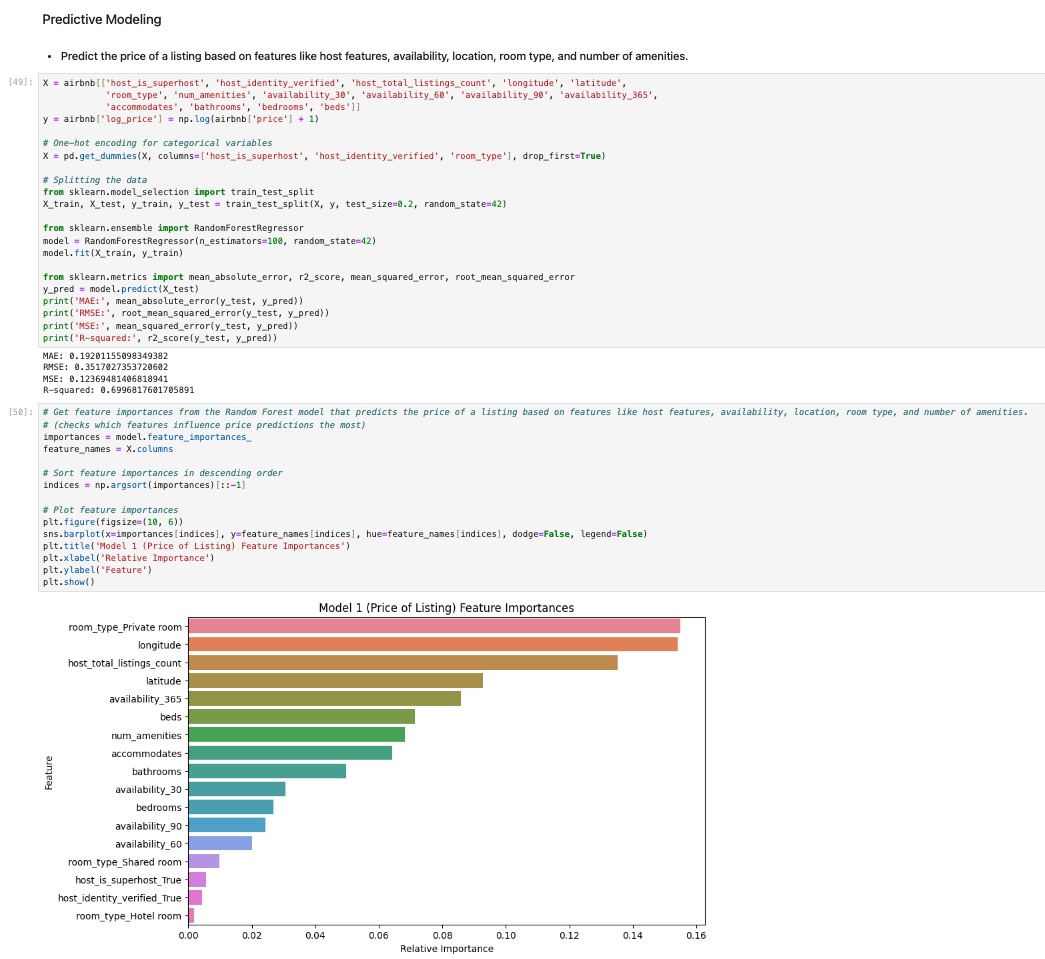 Predictive Modeling
• Predict the price of a listing based on features like host features, availability, location, room type, and number of amenities.
[49]: X = airbnb[['host_is_superhost', 'host_identity_verified', 'host_total_listings_count', 'longitude', 'latitude',
'room_type', 'num_amenities', 'availability_30', 'availability_60', 'availability_90', 'availability_365',
'accommodates', 'bathrooms', 'bedrooms', 'beds']]
y = airbnb['log_price'] = np.log(airbnb['price'] + 1)
# One-hot encoding for categorical variables
X = pd.get_dummies(X, columns=['host_is_superhost', 'host_identity_verified', 'room_type'], drop_first=True)
# Splitting the data
from sklearn.model_selection import train_test_split
X_train, X_test, y_train, y_test = train_test_split(X, y, test_size=0.2, random_state=42)
from sklearn.ensemble import RandomForestRegressor
model = RandomForestRegressor(n_estimators=100, random_state=42)
model.fit(X_train, y_train)
from sklearn.metrics import mean_absolute_error, r2_score, mean_squared_error, root_mean_squared_error
y_pred = model.predict(X_test)
print('MAE:', mean_absolute_error(y_test, y_pred))
print('RMSE:', root_mean_squared_error(y_test, y_pred))
print('MSE:', mean_squared_error(y_test, y_pred))
print('R-squared:', r2_score(y_test, y_pred))
MAE: 0.19201155098349382
RMSE: 0.3517027353720602
MSE: 0.12369481406818941
R-squared: 0.6996817601705891
[50]: # Get feature importances from the Random Forest model that predicts the price of a listing based on features like host features, availability, location, room type, and number of amenities.
# (checks which features influence price predictions the most)
importances = model.feature_importances_
feature_names = X.columns
# Sort feature importances in descending order
indices = np.argsort(importances)[::-1]
# Plot feature importances
plt.figure(figsize=(10, 6))
sns.barplot(x=importances[indices], y=feature_names[indices], hue=feature_names[indices], dodge=False, legend=False)
plt.title('Model 1 (Price of Listing) Feature Importances')
plt.xlabel('Relative Importance')
plt.ylabel('Feature')
plt.show()
Model 1 (Price of Listing) Feature Importances
room_type_Private room
longitude
host_total_listings_count
latitude
availability_365
beds
num_amenities
accommodates
bathrooms
availability_30
bedrooms
availability_90
availability_60
room_type_Shared room
host_is_superhost_True
host_identity_verified_True
room_type_Hotel room
Feature
0.00 0.02 0.04 0.06 0.08 0.10 0.12 0.14 0.16
Relative Importance